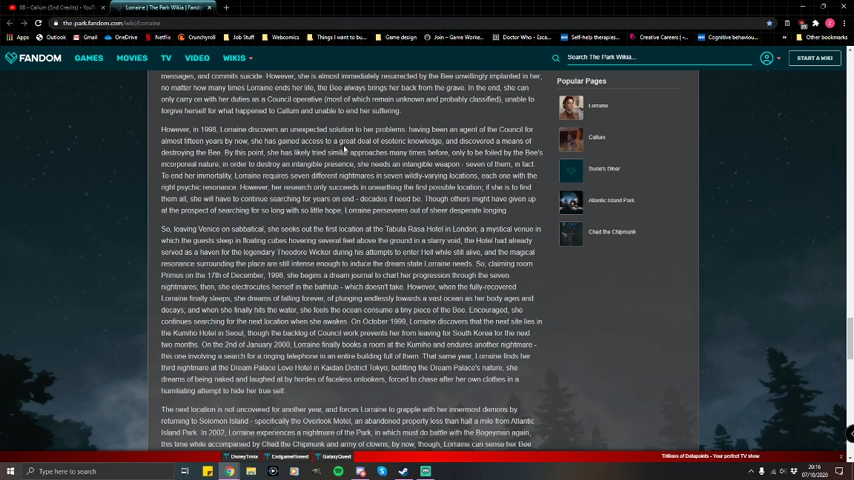 08 - Callum (End Credits) - YouT
Lorraine | The Park Wikia | Fand
the-park.fandom.com/wiki/Lorraine
Apps
Outlook
Gmail
OneDrive
Netflix
Crunchyroll
Job Stuff
Webcomics
Things I want to bu...
Game design
Join – Game Worke...
Doctor Who - Esca...
Self-help therapies...
Creative Careers |...
Cognitive behaviou...
Other bookmarks
FANDOM
GAMES
MOVIES
TV
VIDEO
WIKIS
Search The Park Wikia...
START A WIKI
messages, and commits suicide. However, she is almost immediately resurrected by the Bee unwillingly implanted in her,
no matter how many times Lorraine ends her life, the Bee always brings her back from the grave. In the end, she can
only carry on with her duties as a Council operative (most of which remain unknown and probably classified), unable to
forgive herself for what happened to Callum and unable to end her suffering.
However, in 1998, Lorraine discovers an unexpected solution to her problems: having been an agent of the Council for
almost fifteen years by now, she has gained access to a great deal of esoteric knowledge, and discovered a means of
destroying the Bee. By this point, she has likely tried similar approaches many times before, only to be foiled by the Bee's
incorporeal nature; in order to destroy an intangible presence, she needs an intangible weapon - seven of them, in fact.
To end her immortality, Lorraine requires seven different nightmares in seven wildly-varying locations, each one with the
right psychic resonance. However, her research only succeeds in unearthing the first possible location; if she is to find
them all, she will have to continue searching for years on end - decades if need be. Though others might have given up
at the prospect of searching for so long with so little hope, Lorraine perseveres out of sheer desperate longing.
So, leaving Venice on sabbatical, she seeks out the first location at the Tabula Rasa Hotel in London; a mystical venue in
which the guests sleep in floating cubes hovering several feet above the ground in a starry void, the Hotel had already
served as a haven for the legendary Theodore Wicker during his attempts to enter Hell while still alive, and the magical
resonance surrounding the place are still intense enough to induce the dream state Lorraine needs. So, claiming room
Primus on the 17th of December, 1998, she begins a dream journal to chart her progression through the seven
nightmares; then, she electrocutes herself in the bathtub - which doesn't take. However, when the fully-recovered
Lorraine finally sleeps, she dreams of falling forever, of plunging endlessly towards a vast ocean as her body ages and
decays; and when she finally hits the water, she feels the ocean consume a tiny piece of the Bee. Encouraged, she
continues searching for the next location when she awakes. On October 1999, Lorraine discovers that the next site lies in
the Kumiho Hotel in Seoul, though the backlog of Council work prevents her from leaving for South Korea for the next
two months. On the 2nd of January 2000, Lorraine finally books a room at the Kumiho and endures another nightmare -
this one involving a search for a ringing telephone in an entire building full of them. That same year, Lorraine finds her
third nightmare at the Dream Palace Love Hotel in Kaidan District Tokyo; befitting the Dream Palace's nature, she
dreams of being naked and laughed at by hordes of faceless onlookers, forced to chase after her own clothes in a
humiliating attempt to hide her true self.
The next location is not uncovered for another year, and forces Lorraine to grapple with her innermost demons by
returning to Solomon Island - specifically the Overlook Motel, an abandoned property less than half a mile from Atlantic
Island Park. In 2002, Lorraine experiences a nightmare of the Park, in which must do battle with the Bogeyman again,
this time while accompanied by Chad the Chipmunk and army of clowns; by now, though, Lorraine can sense her Bee
Popular Pages
Lorraine
Callum
Susie's Diner
Atlantic Island Park
Chad the Chipmunk
DisneyTrivia
EndgameHonest
GalaxyQuest
Trillions of Datapoints - Your perfect TV show
Type here to search
20:16
07/10/2020